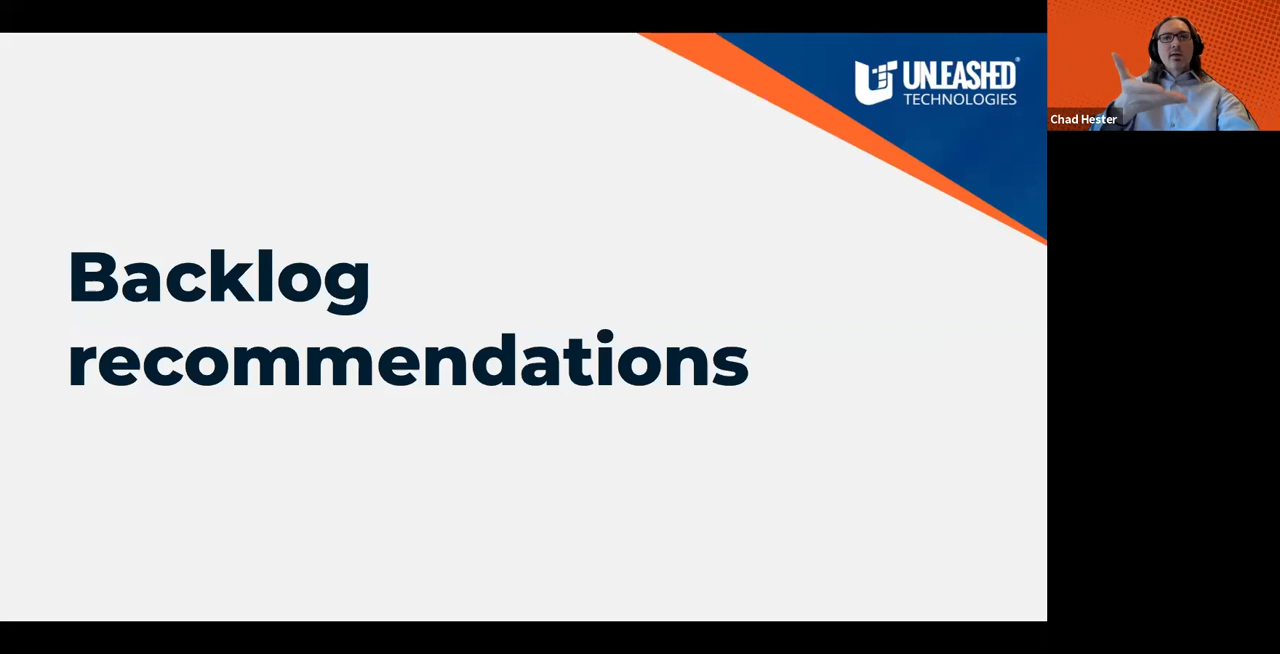 UNLEASHED®
TECHNOLOGIES
Chad Hester
Backlog
recommendations